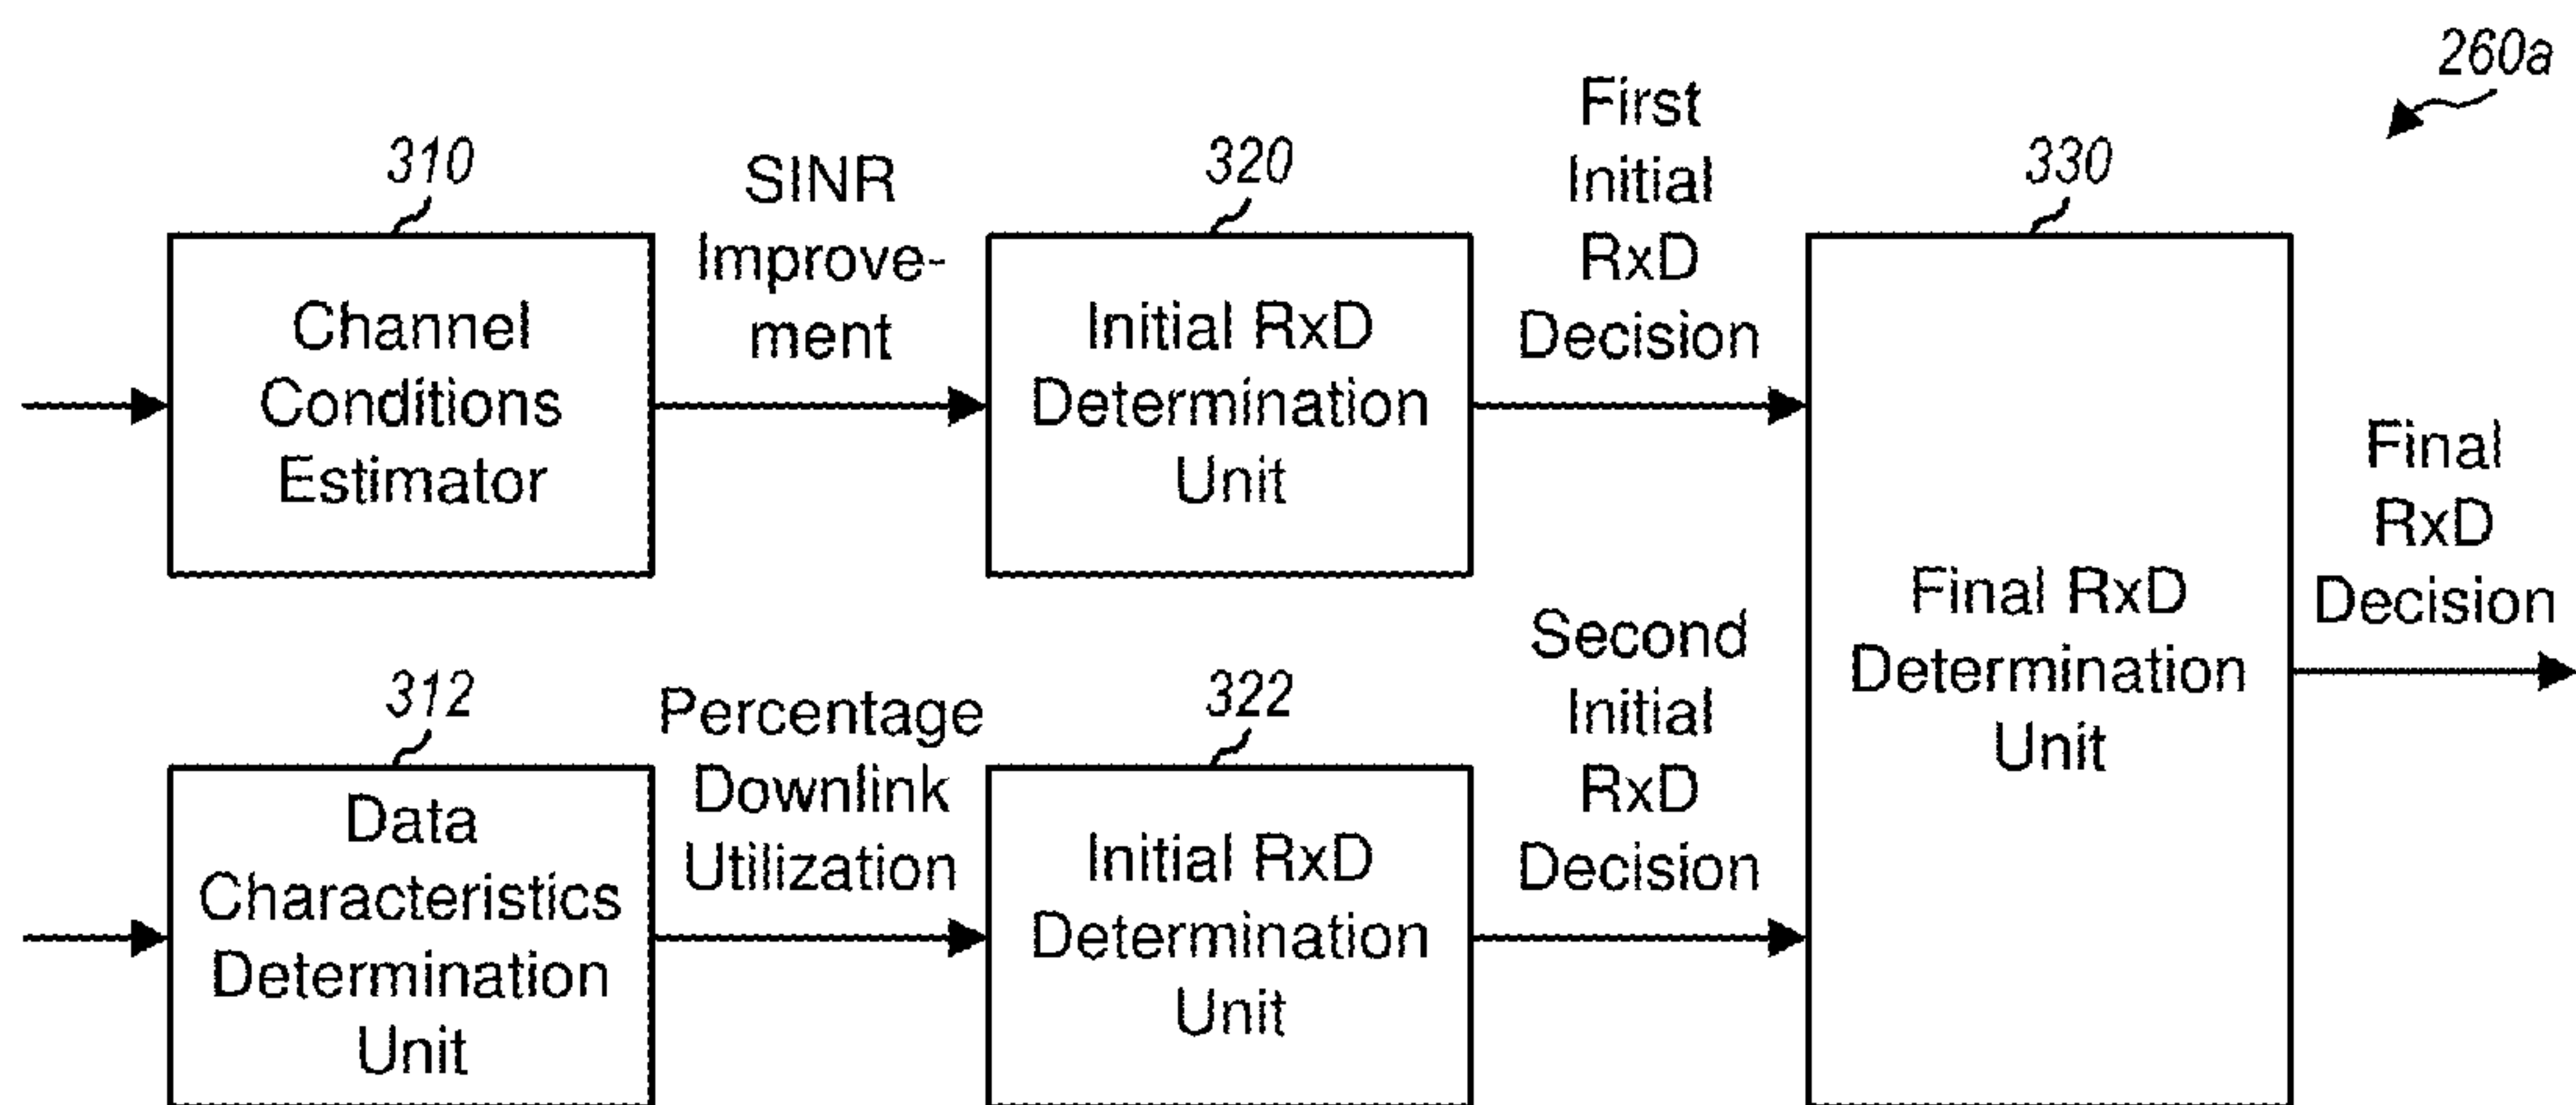 260a
310
Channel
Conditions
Estimator
SINR
Improve-
ment
320
Initial RxD
Determination
Unit
First
Initial
RxD
Decision
330
Final RxD
Determination
Unit
Final
RxD
Decision
312
Data
Characteristics
Determination
Unit
Percentage
Downlink
Utilization
322
Initial RxD
Determination
Unit
Second
Initial
RxD
Decision